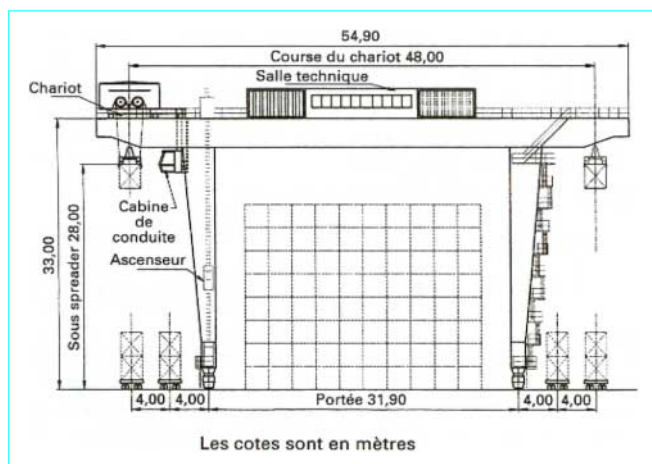 54,90
Course du chariot 48,00
Salle technique
Chariot
Cabine
de
conduite
Ascenseur
33,00
Sous spreader 28,00
4,00 4,00 Portée 31,90 4,00 4,00
Les cotes sont en mètres